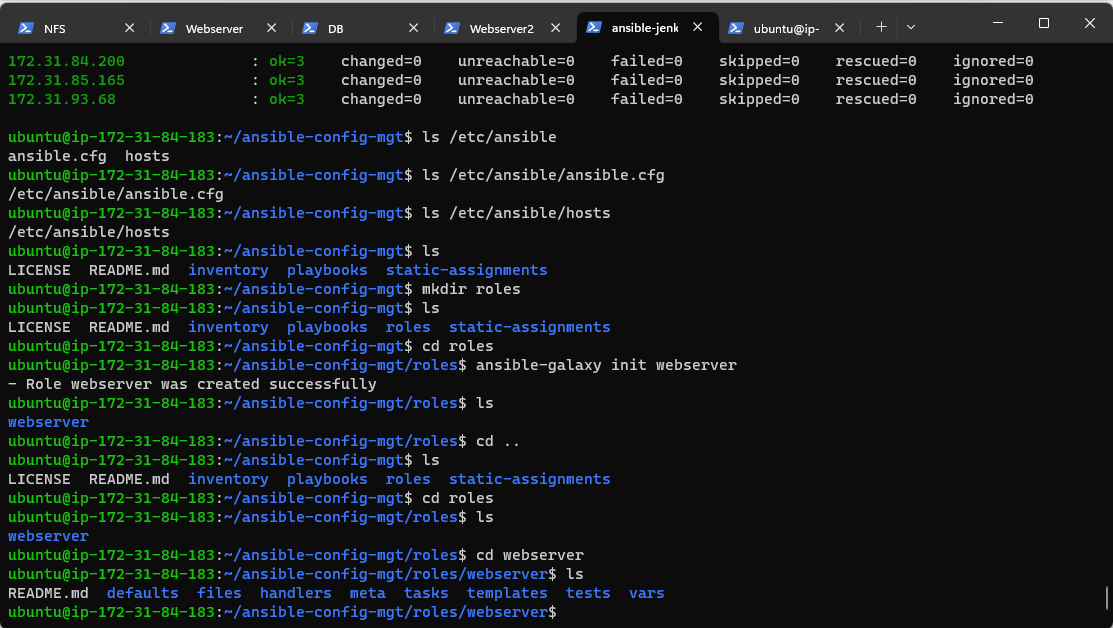 NFS Webserver DB Webserver2 ansible-jenk ubuntu@ip-
172.31.84.200 : ok=3 changed=0 unreachable=0 failed=0 skipped=0 rescued=0 ignored=0
172.31.85.165 : ok=3 changed=0 unreachable=0 failed=0 skipped=0 rescued=0 ignored=0
172.31.93.68 : ok=3 changed=0 unreachable=0 failed=0 skipped=0 rescued=0 ignored=0
ubuntu@ip-172-31-84-183:~/ansible-config-mgt$ ls /etc/ansible
ansible.cfg hosts
ubuntu@ip-172-31-84-183:~/ansible-config-mgt$ ls /etc/ansible/ansible.cfg
/etc/ansible/ansible.cfg
ubuntu@ip-172-31-84-183:~/ansible-config-mgt$ ls /etc/ansible/hosts
/etc/ansible/hosts
ubuntu@ip-172-31-84-183:~/ansible-config-mgt$ ls
LICENSE README.md inventory playbooks static-assignments
ubuntu@ip-172-31-84-183:~/ansible-config-mgt$ mkdir roles
ubuntu@ip-172-31-84-183:~/ansible-config-mgt$ ls
LICENSE README.md inventory playbooks roles static-assignments
ubuntu@ip-172-31-84-183:~/ansible-config-mgt$ cd roles
ubuntu@ip-172-31-84-183:~/ansible-config-mgt/roles$ ansible-galaxy init webserver
- Role webserver was created successfully
ubuntu@ip-172-31-84-183:~/ansible-config-mgt/roles$ ls
webserver
ubuntu@ip-172-31-84-183:~/ansible-config-mgt/roles$ cd ..
ubuntu@ip-172-31-84-183:~/ansible-config-mgt$ ls
LICENSE README.md inventory playbooks roles static-assignments
ubuntu@ip-172-31-84-183:~/ansible-config-mgt$ cd roles
ubuntu@ip-172-31-84-183:~/ansible-config-mgt/roles$ ls
webserver
ubuntu@ip-172-31-84-183:~/ansible-config-mgt/roles$ cd webserver
ubuntu@ip-172-31-84-183:~/ansible-config-mgt/roles/webserver$ ls
README.md defaults files handlers meta tasks templates tests vars
ubuntu@ip-172-31-84-183:~/ansible-config-mgt/roles/webserver$